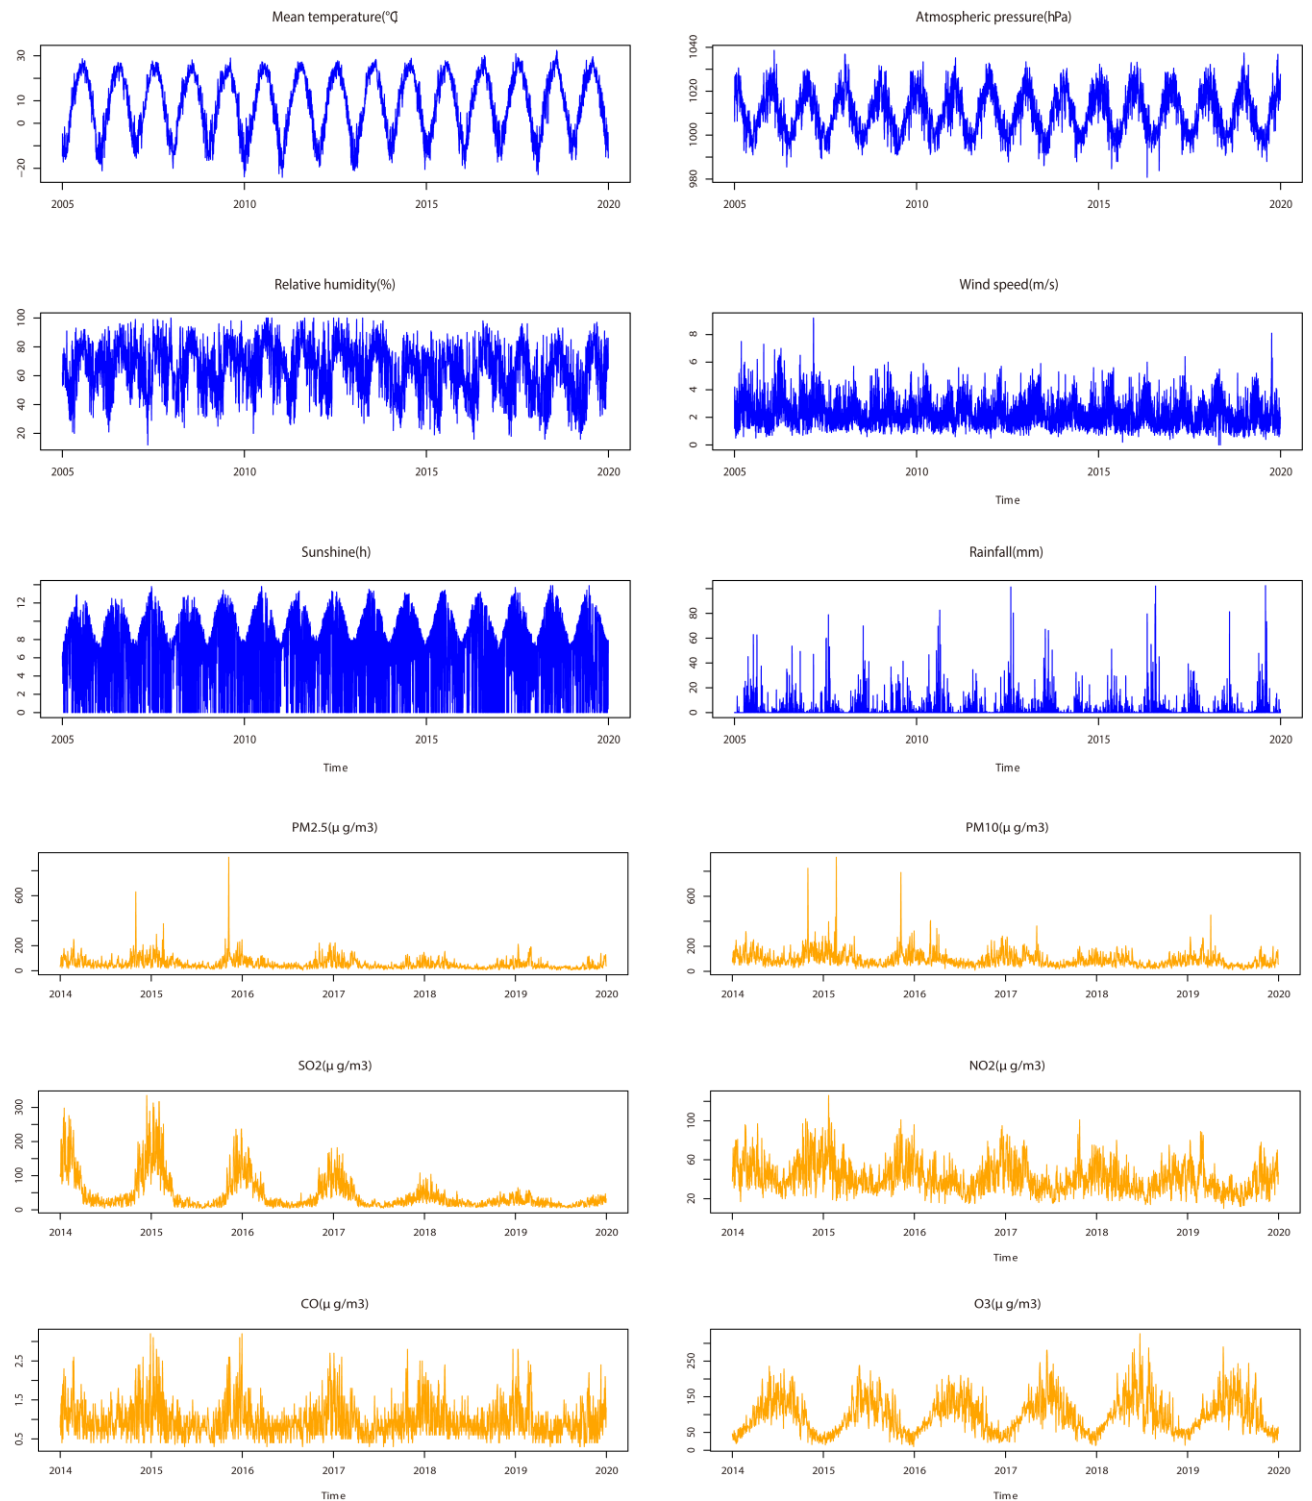 Mean temperature(℃)
Atmospheric pressure(hPa)
30
10
0
−20
2005 2010 2015 2020
1040
1020
1000
980
2005 2010 2015 2020
Relative humidity(%)
Wind speed(m/s)
100
80
60
40
20
2005 2010 2015 2020
8
6
4
2
0
2005 2010 2015 2020
Time
Sunshine(h)
Rainfall(mm)
12
8
6
4
2
0
2005 2010 2015 2020
Time
80
60
40
20
0
2005 2010 2015 2020
Time
PM2.5(μ g/m3)
PM10(μ g/m3)
600
200
0
2014 2015 2016 2017 2018 2019 2020
600
200
0
2014 2015 2016 2017 2018 2019 2020
SO2(μ g/m3)
NO2(μ g/m3)
300
200
100
0
2014 2015 2016 2017 2018 2019 2020
100
60
20
2014 2015 2016 2017 2018 2019 2020
Time
CO(μ g/m3)
O3(μ g/m3)
2.5
1.5
0.5
2014 2015 2016 2017 2018 2019 2020
Time
250
150
50
0
2014 2015 2016 2017 2018 2019 2020
Time